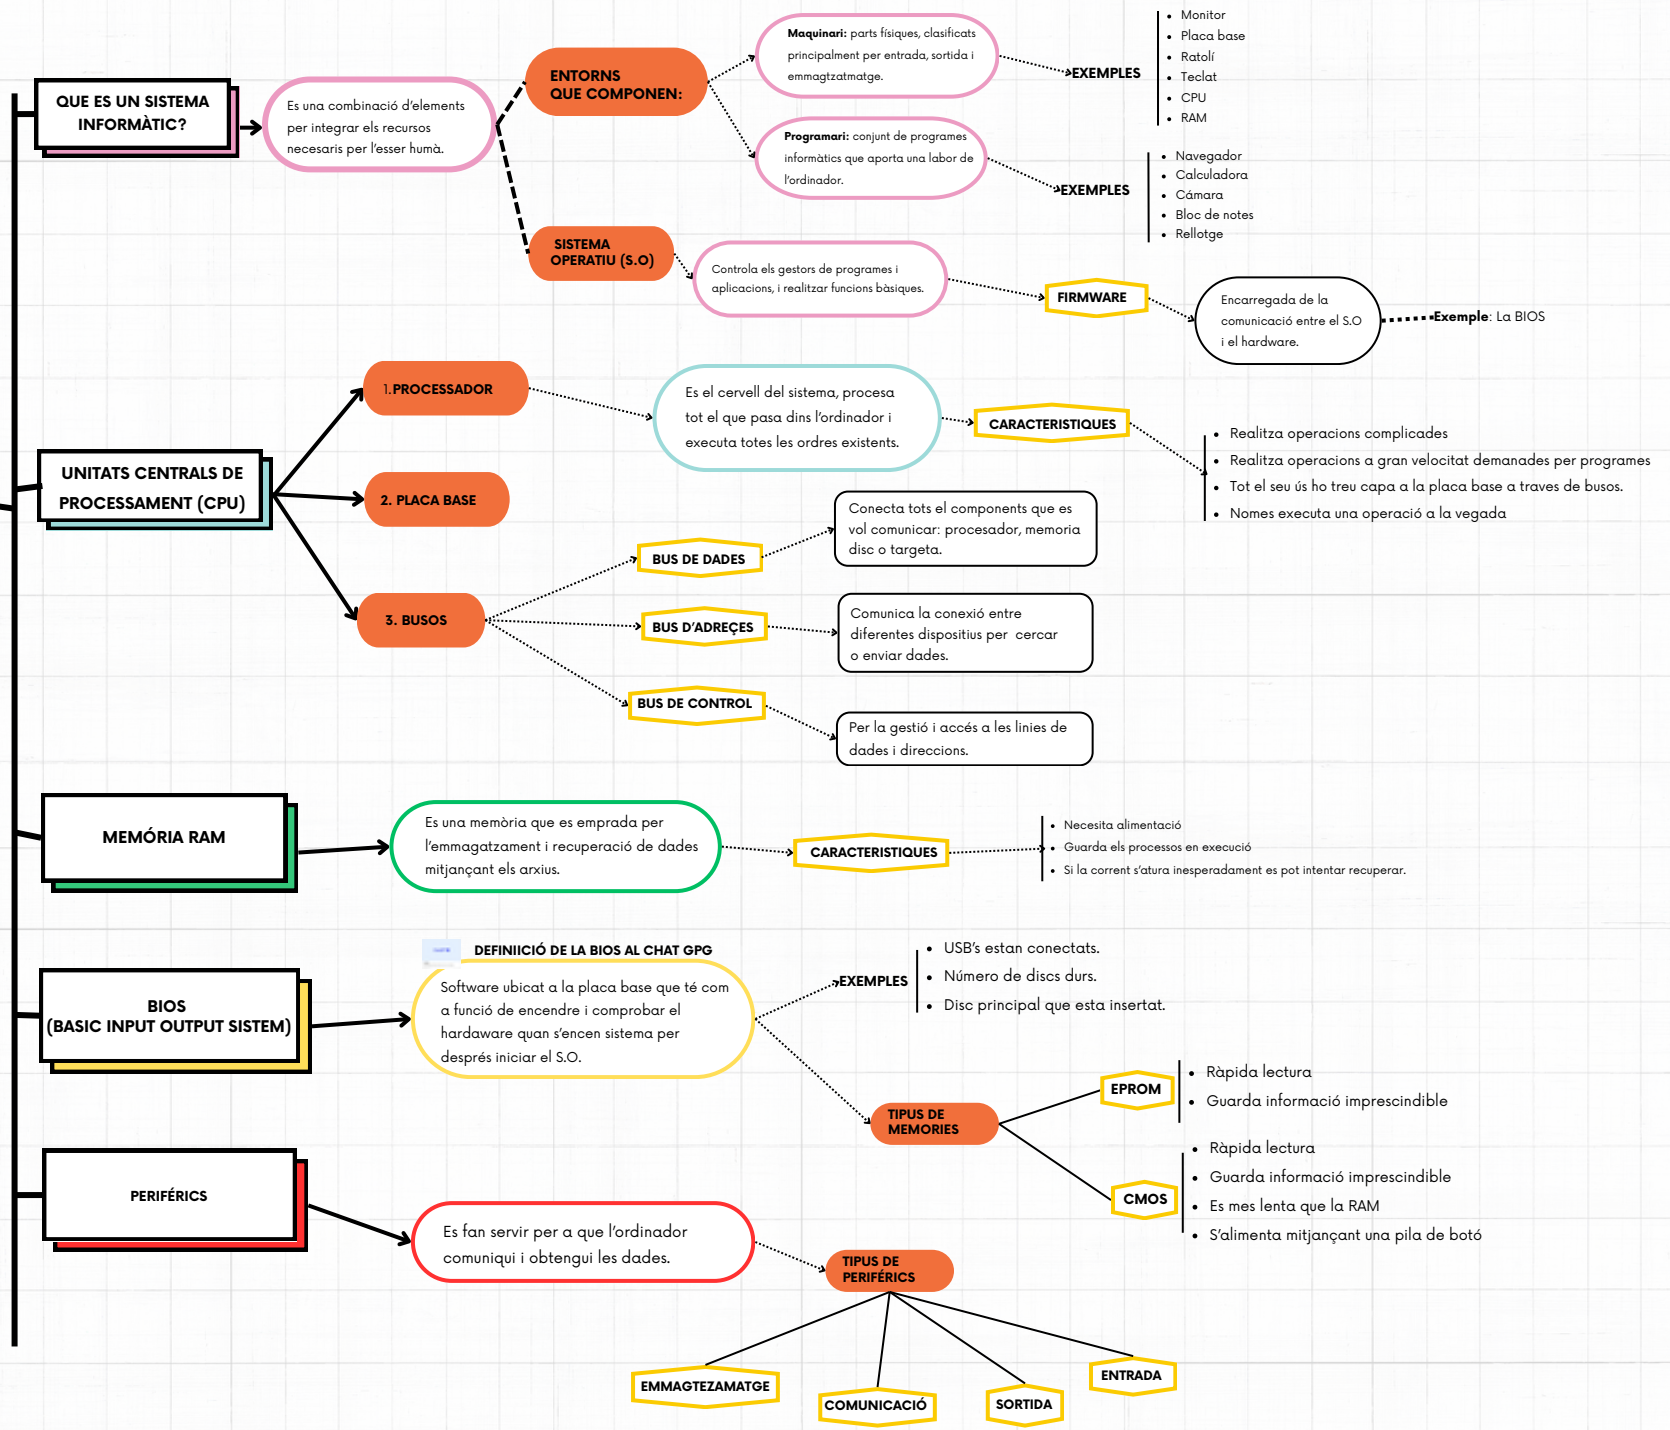 QUE ES UN SISTEMA
INFORMÀTIC?
Es una combinació d'elements
per integrar els recursos
necesaris per l'esser humà.
ENTORNS
QUE COMPONEN:
Maquinari: parts físiques, clasificats
principalment per entrada, sortida i
emmagtzatmatge.
EXEMPLES
Monitor
Placa base
Ratolí
Teclat
CPU
RAM
Programari: conjunt de programes
informàtics que aporta una labor de
l'ordinador.
EXEMPLES
Navegador
Calculadora
Cámara
Bloc de notes
Rellotge
SISTEMA
OPERATIU (S.O)
Controla els gestors de programes i
aplicacions, i realitzar funcions bàsiques.
FIRMWARE
Encarregada de la
comunicació entre el S.O
i el hardware.
Exemple: La BIOS
UNITATS CENTRALS DE
PROCESSAMENT (CPU)
1.PROCESSADOR
Es el cervell del sistema, procesa
tot el que pasa dins l'ordinador i
executa totes les ordres existents.
CARACTERISTIQUES
Realitza operacions complicades
Realitza operacions a gran velocitat demanades per programes
Tot el seu ús ho treu capa a la placa base a traves de busos.
Nomes executa una operació a la vegada
2. PLACA BASE
3. BUSOS
BUS DE DADES
Conecta tots el components que es
vol comunicar: procesador, memoria
disc o targeta.
BUS D'ADREÇES
Comunica la conexió entre
diferentes dispositius per  cercar
o enviar dades.
BUS DE CONTROL
Per la gestió i accés a les linies de
dades i direccions.
MEMÓRIA RAM
Es una memòria que es emprada per
l'emmagatzament i recuperació de dades
mitjançant els arxius.
CARACTERISTIQUES
Necesita alimentació
Guarda els processos en execució
Si la corrent s'atura inesperadament es pot intentar recuperar.
BIOS
(BASIC INPUT OUTPUT SISTEM)
DEFINIICIÓ DE LA BIOS AL CHAT GPG
Software ubicat a la placa base que té com
a funció de encendre i comprobar el
hardaware quan s'encen sistema per
després iniciar el S.O.
EXEMPLES
USB's estan conectats.
Número de discs durs.
Disc principal que esta insertat.
TIPUS DE
MEMORIES
EPROM
Ràpida lectura
Guarda informació imprescindible
CMOS
Ràpida lectura
Guarda informació imprescindible
Es mes lenta que la RAM
S'alimenta mitjançant una pila de botó
PERIFÉRICS
Es fan servir per a que l'ordinador
comuniqui i obtengui les dades.
TIPUS DE
PERIFÉRICS
EMMAGTEZAMATGE
COMUNICACIÓ
SORTIDA
ENTRADA